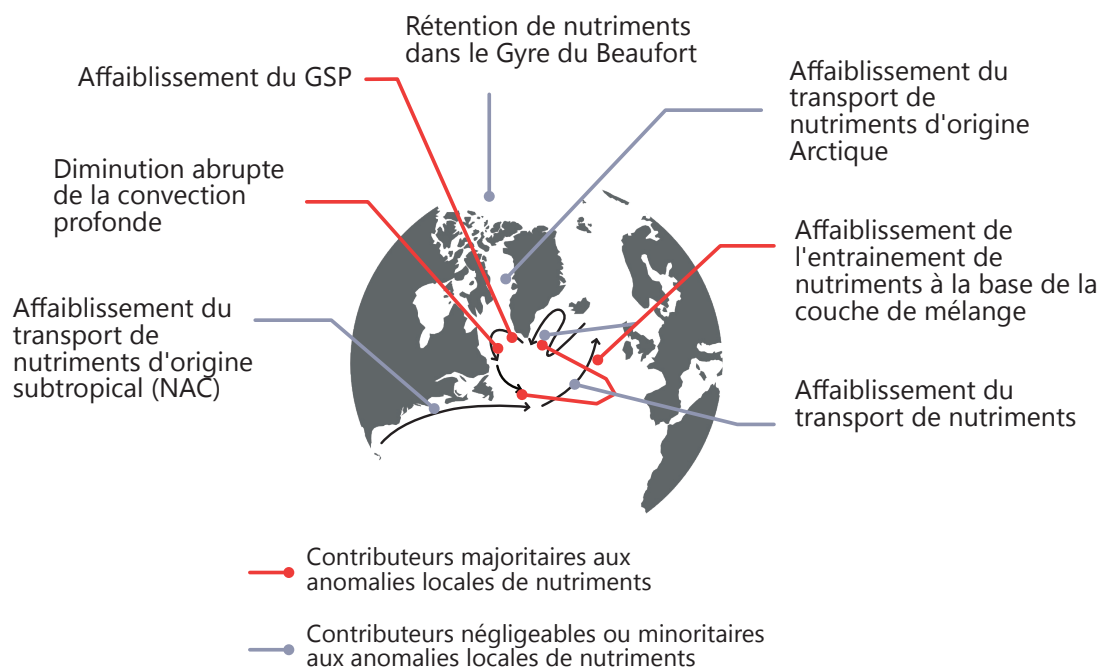 Rétention de nutriments
dans le Gyre du Beaufort
Affaiblissement du GSP
Affaiblissement du
transport de
nutriments d'origine
Arctique
Diminution abrupte
de la convection
profonde
Affaiblissement de
l'entrainement de
nutriments à la base de la
couche de mélange
Affaiblissement du
transport de
nutriments d'origine
subtropical (NAC)
Affaiblissement du
transport de nutriments
Contributeurs majoritaires aux
anomalies locales de nutriments
Contributeurs négligeables ou minoritaires
aux anomalies locales de nutriments